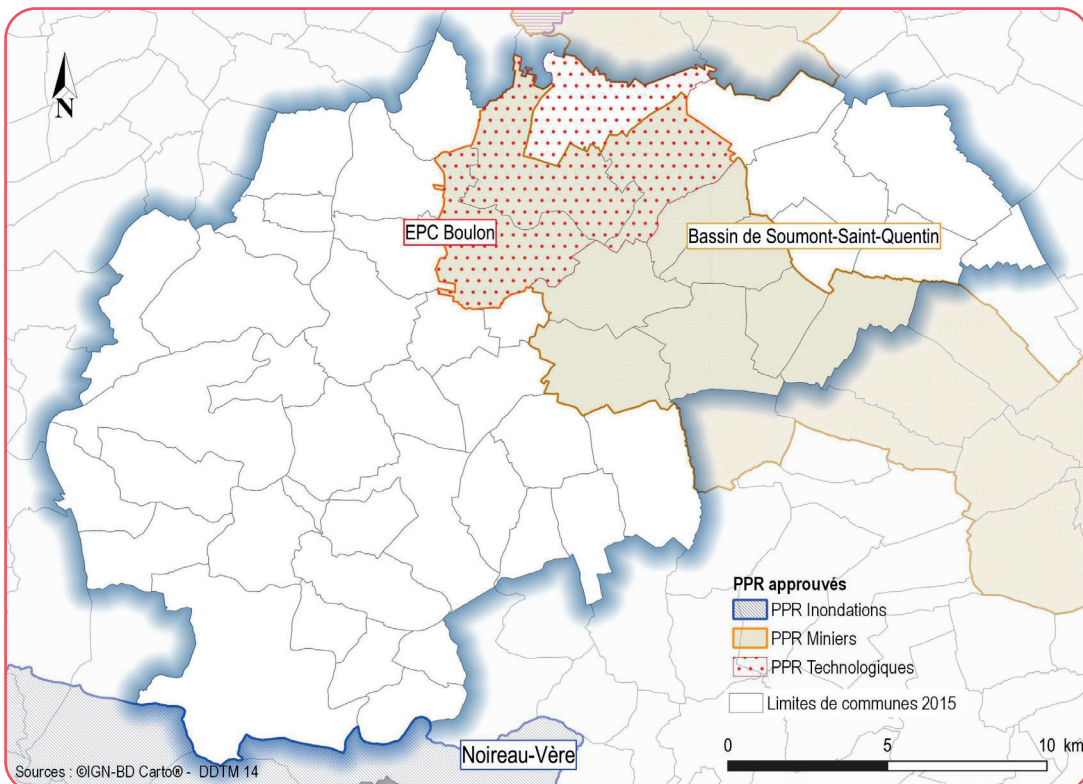 N
EPC Boulon
Bassin de Soumont-Saint-Quentin
PPR approuvés
PPR Inondations
PPR Miniers
PPR Technologiques
Limites de communes 2015
Noireau-Vère
0 5 10 km
Sources : ©IGN-BD Carto® - DDTM 14